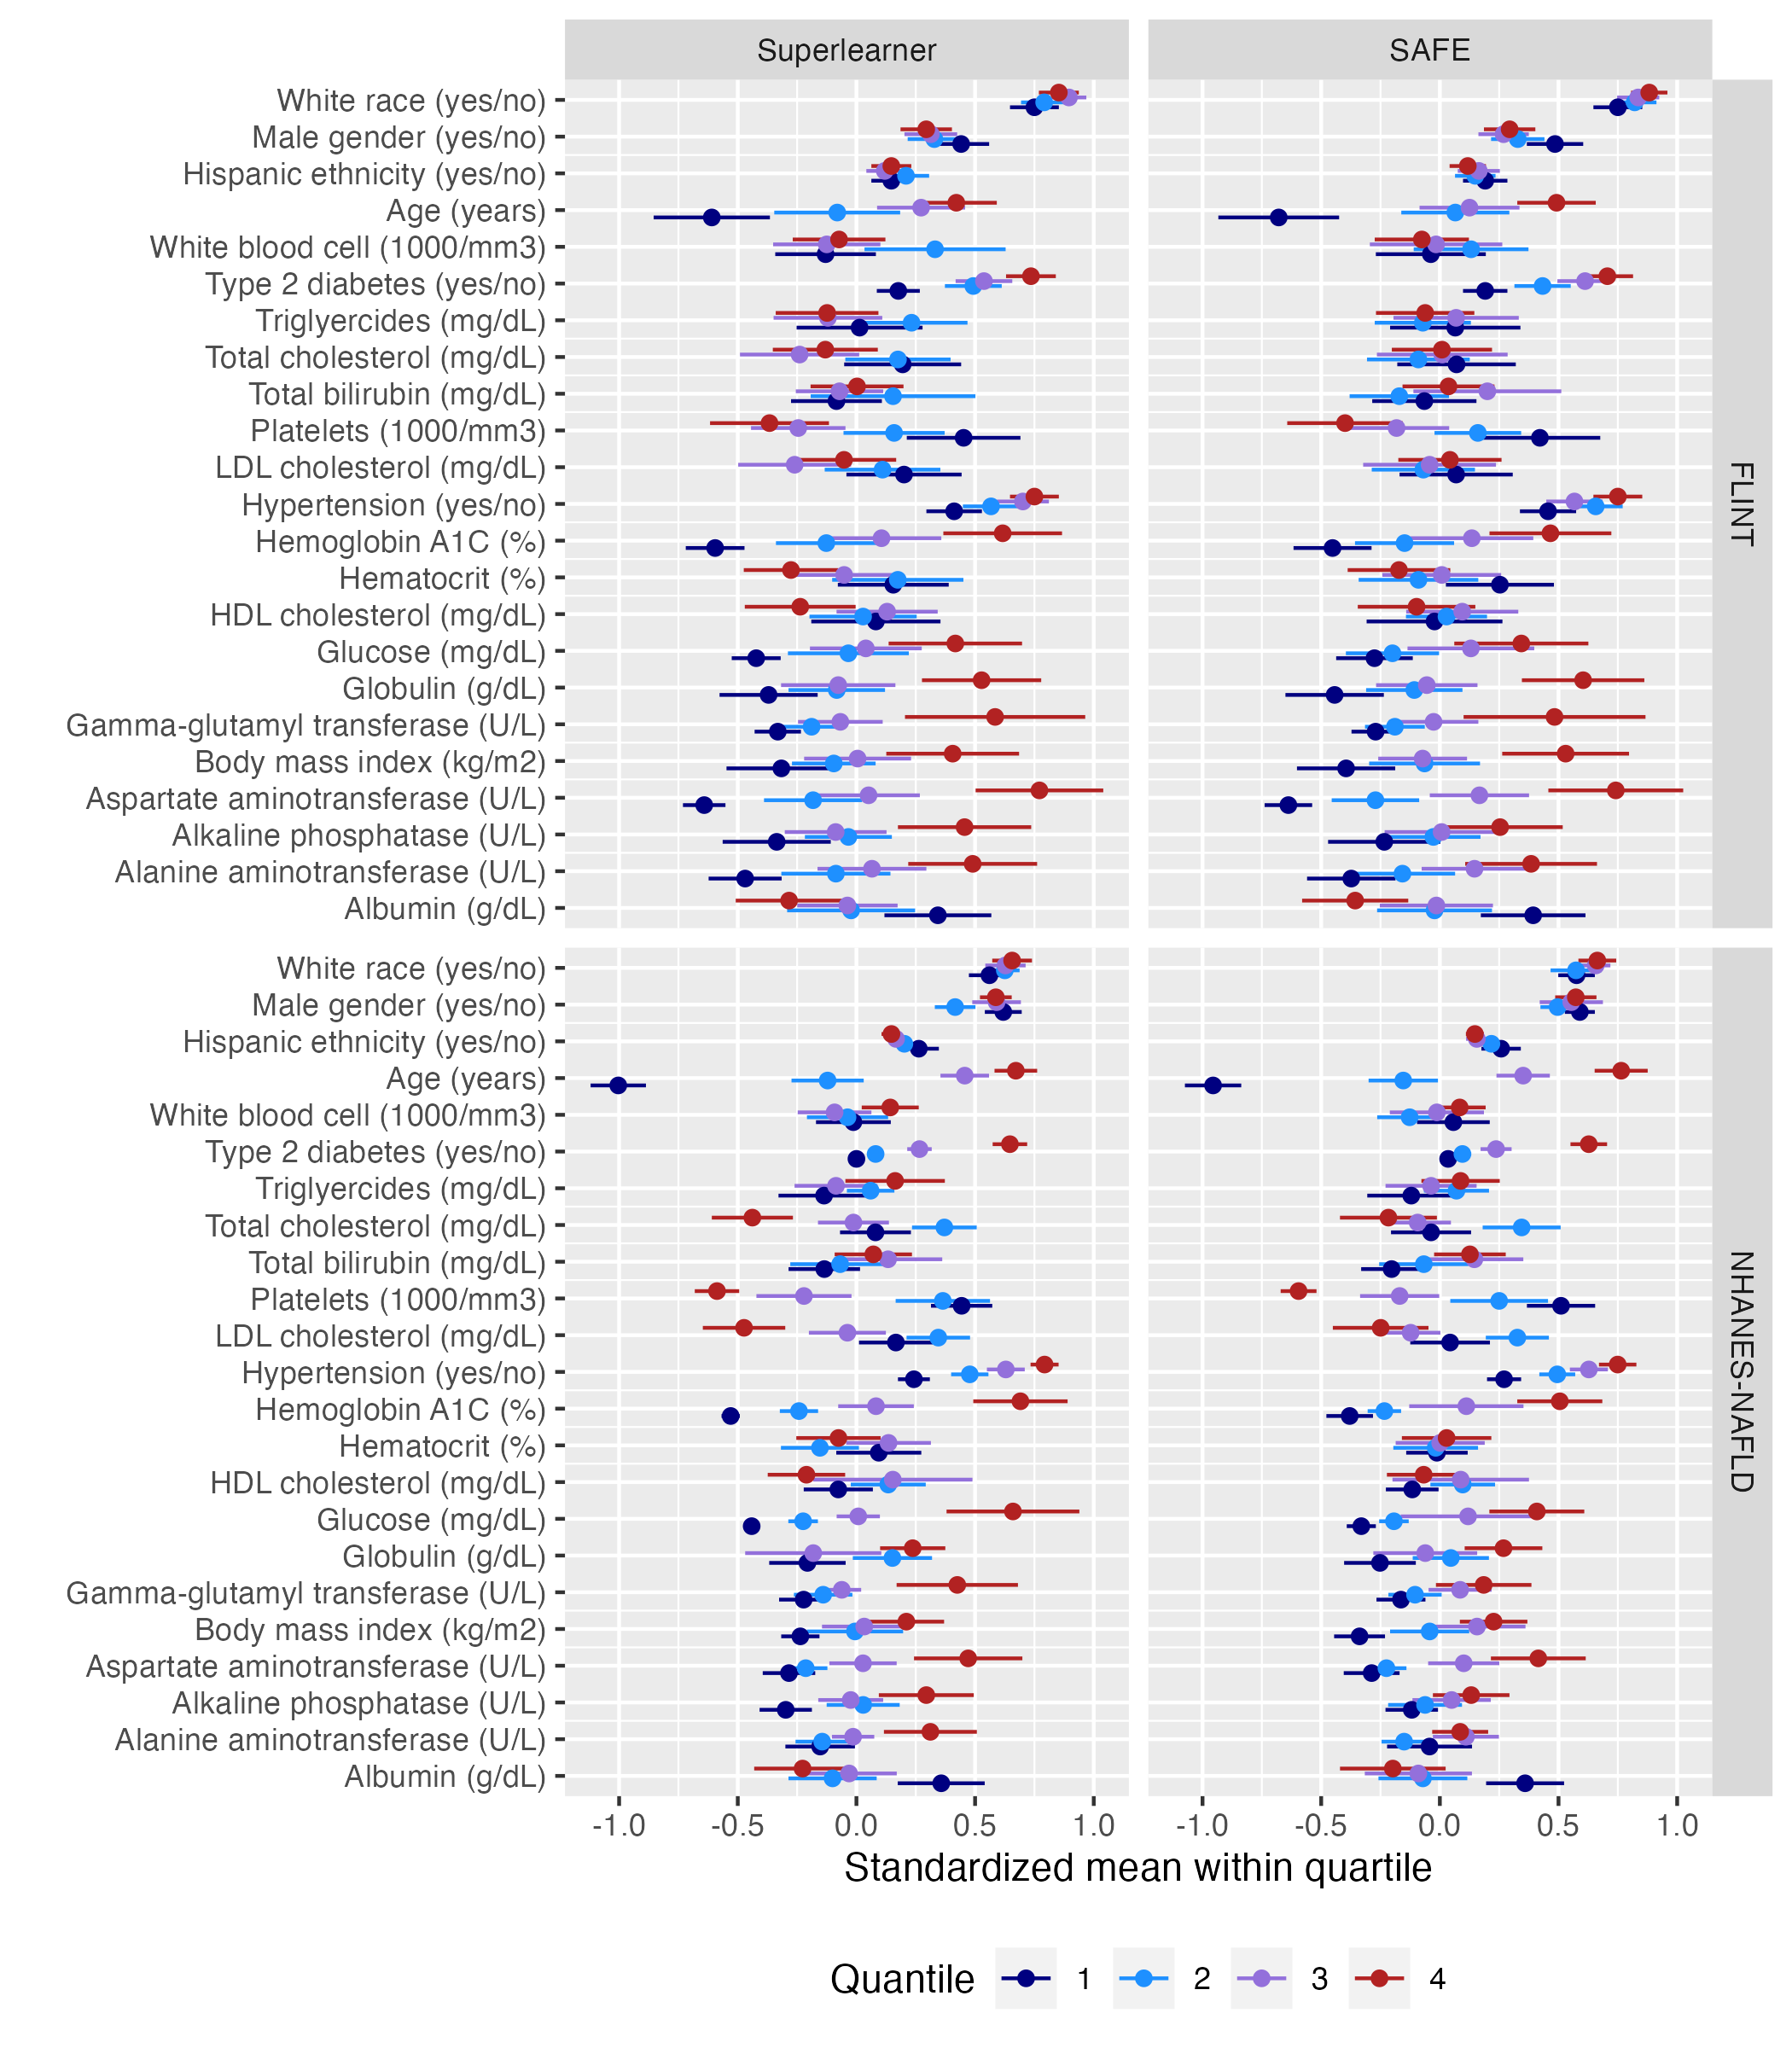 Superlearner
SAFE
White race (yes/no)
Male gender (yes/no)
Hispanic ethnicity (yes/no)
Age (years)
White blood cell (1000/mm3)
Type 2 diabetes (yes/no)
Triglyercides (mg/dL)
Total cholesterol (mg/dL)
Total bilirubin (mg/dL)
Platelets (1000/mm3)
LDL cholesterol (mg/dL)
Hypertension (yes/no)
Hemoglobin A1C (%)
Hematocrit (%)
HDL cholesterol (mg/dL)
Glucose (mg/dL)
Globulin (g/dL)
Gamma-glutamyl transferase (U/L)
Body mass index (kg/m2)
Aspartate aminotransferase (U/L)
Alkaline phosphatase (U/L)
Alanine aminotransferase (U/L)
Albumin (g/dL)
FLINT
White race (yes/no)
Male gender (yes/no)
Hispanic ethnicity (yes/no)
Age (years)
White blood cell (1000/mm3)
Type 2 diabetes (yes/no)
Triglyercides (mg/dL)
Total cholesterol (mg/dL)
Total bilirubin (mg/dL)
Platelets (1000/mm3)
LDL cholesterol (mg/dL)
Hypertension (yes/no)
Hemoglobin A1C (%)
Hematocrit (%)
HDL cholesterol (mg/dL)
Glucose (mg/dL)
Globulin (g/dL)
Gamma-glutamyl transferase (U/L)
Body mass index (kg/m2)
Aspartate aminotransferase (U/L)
Alkaline phosphatase (U/L)
Alanine aminotransferase (U/L)
Albumin (g/dL)
NHANES-NAFLD
-1.0 -0.5 0.0 0.5 1.0
-1.0 -0.5 0.0 0.5 1.0
Standardized mean within quartile
Quantile 1 2 3 4